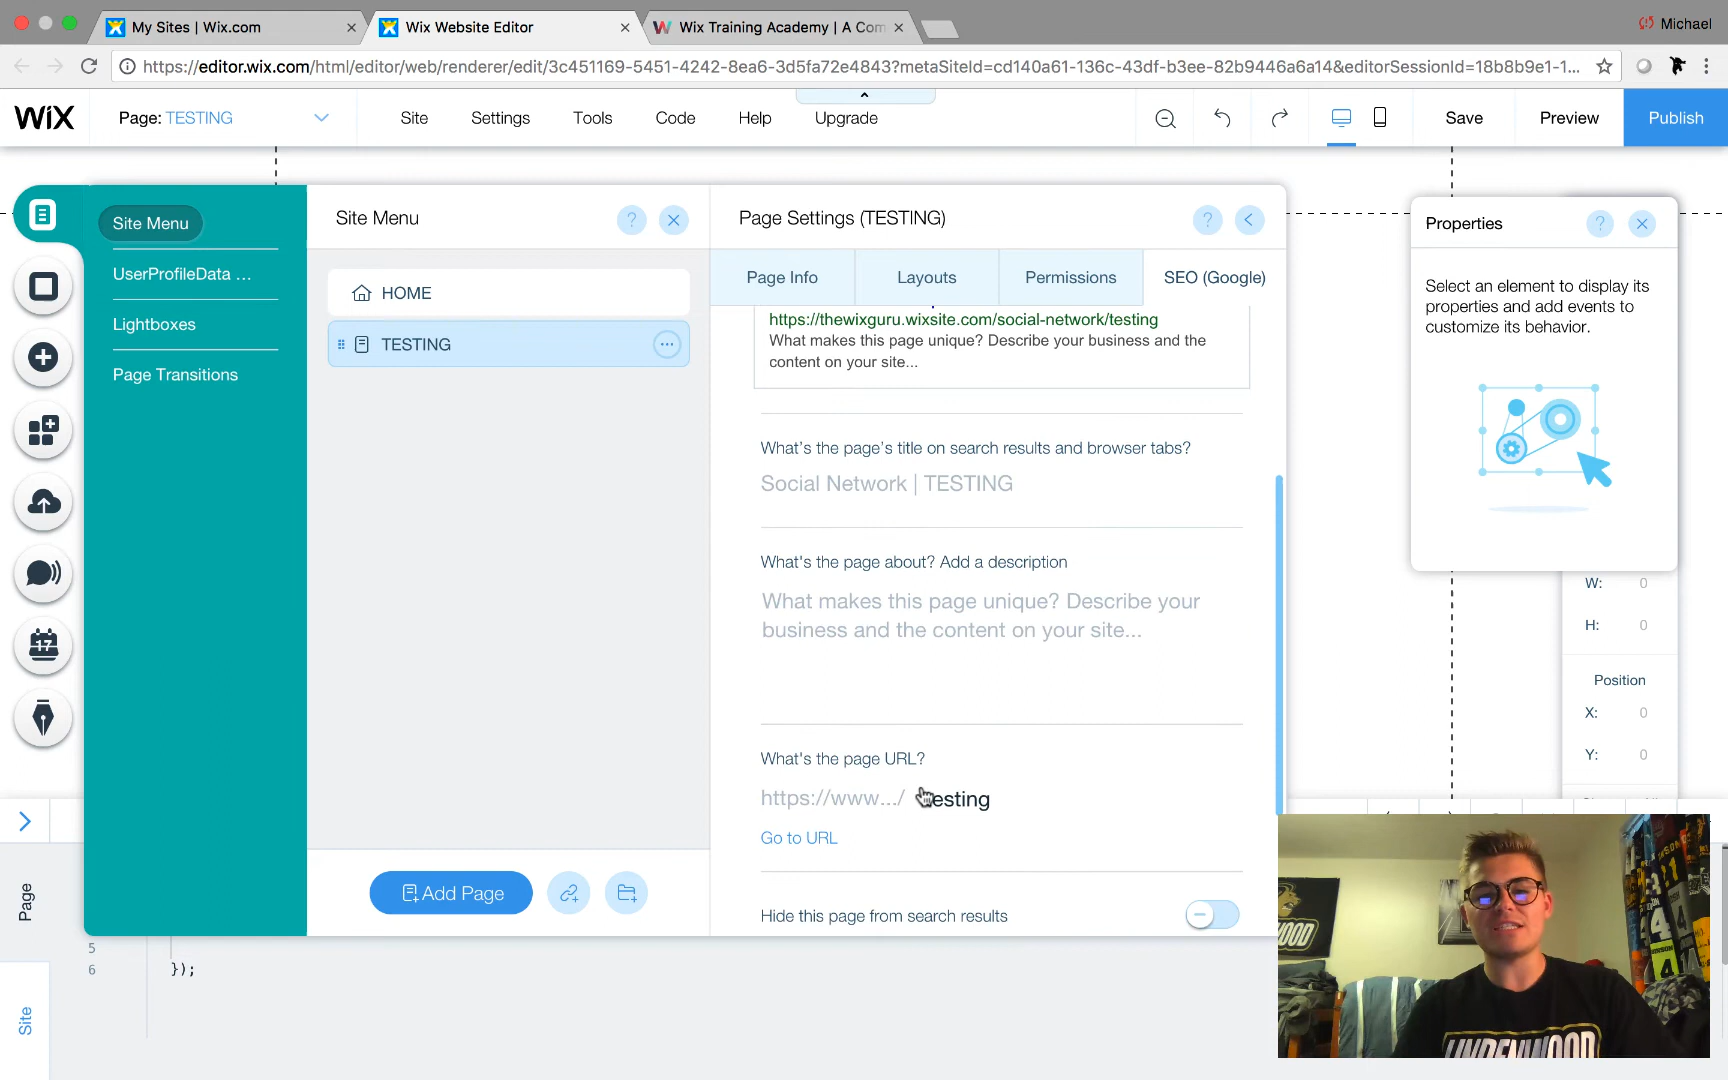 My Sites | Wix.com
Wix Website Editor
Wix Training Academy | A Com
Michael
https://editor.wix.com/html/editor/web/renderer/edit/3c451169-5451-4242-8ea6-3d5fa72e4843?metaSiteId=cd140a61-136c-43df-b3ee-82b9446a6a14&editorSessionId=18b8b9e1-1...
WiX
Page: TESTING
Site
Settings
Tools
Code
Help
Upgrade
Save
Preview
Publish
Site Menu
UserProfileData ...
Lightboxes
Page Transitions
Site Menu
?
HOME
TESTING
Add Page
Page Settings (TESTING)
?
Page Info
Layouts
Permissions
SEO (Google)
https://thewixguru.wixsite.com/social-network/testing
What makes this page unique? Describe your business and the
content on your site...
What's the page's title on search results and browser tabs?
Social Network | TESTING
What's the page about? Add a description
What makes this page unique? Describe your
business and the content on your site...
What's the page URL?
https://www.../ testing
Go to URL
Hide this page from search results
Properties
?
Select an element to display its
properties and add events to
customize its behavior.
W: 0
H: 0
Position
X: 0
Y: 0
17
Page
Site
5
6 });
LINDENWOOD